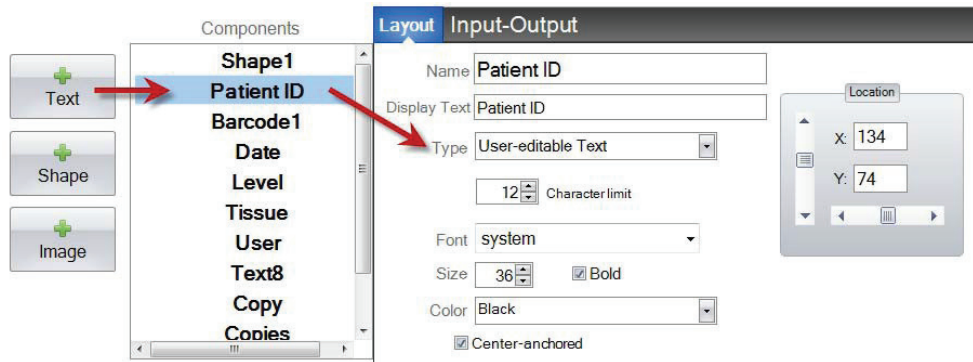 Components
Text
Shape
Image
Shape1
Patient ID
Barcode1
Date
Level
Tissue
User
Text8
Copy
Copies
Layout Input-Output
Name Patient ID
Display Text Patient ID
Type User-editable Text
12 Character limit
Font system
Size 36 Bold
Color Black
Center-anchored
Location
X: 134
Y: 74